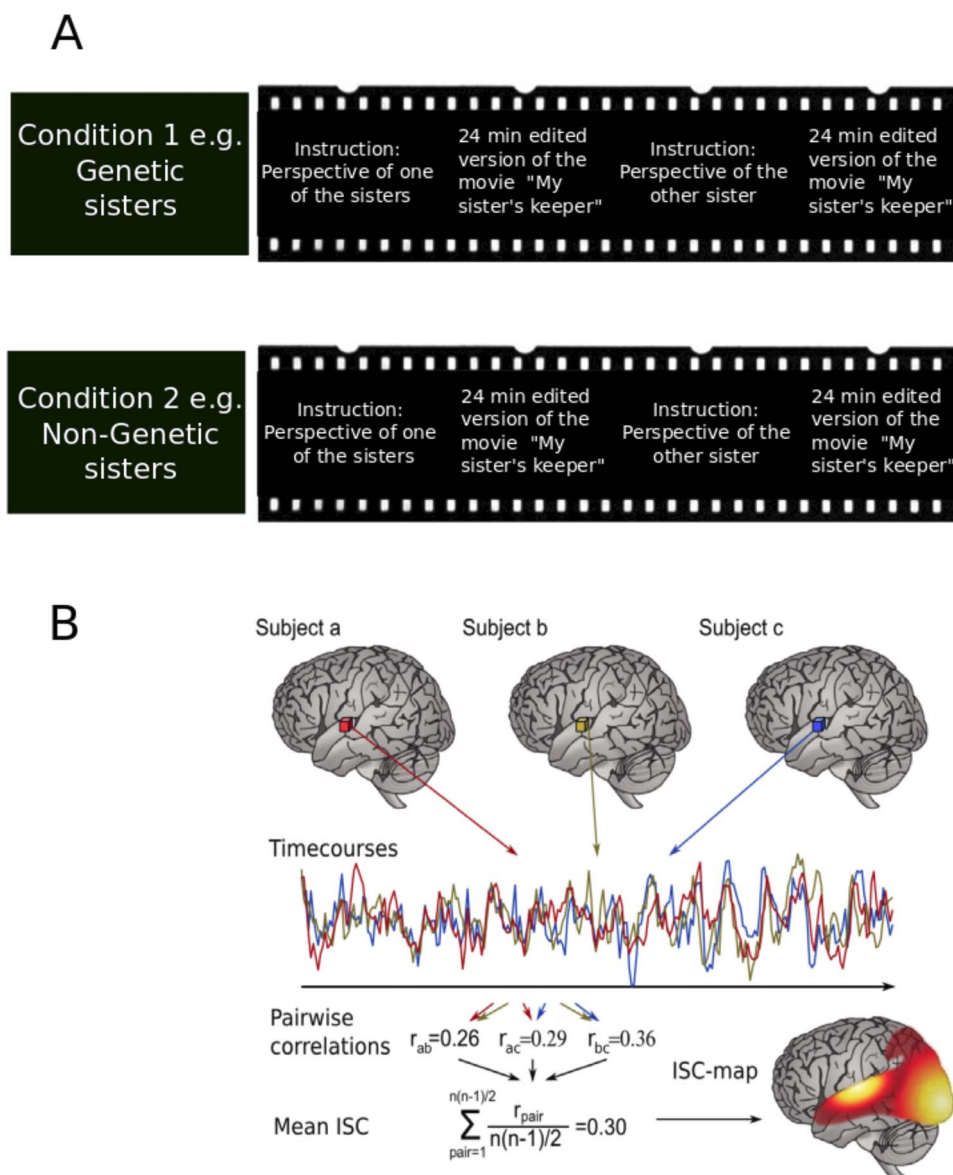 A
Condition 1 e.g.
Genetic
sisters
Instruction:
Perspective of one
of the sisters
24 min edited
version of the
movie "My
sister's keeper"
Instruction:
Perspective of the
other sister
24 min edited
version of the
movie "My
sister's keeper"
Condition 2 e.g.
Non-Genetic
sisters
Instruction:
Perspective of one
of the sisters
24 min edited
version of the
movie "My
sister's keeper"
Instruction:
Perspective of the
other sister
24 min edited
version of the
movie "My
sister's keeper"
B
Subject a
Subject b
Subject c
Timecourses
Pairwise
correlations
r_ab=0.26
r_ac=0.29
r_bc=0.36
Mean ISC
n(n-1)/2
Σ
pair=1
r_pair
n(n-1)/2
=0.30
ISC-map